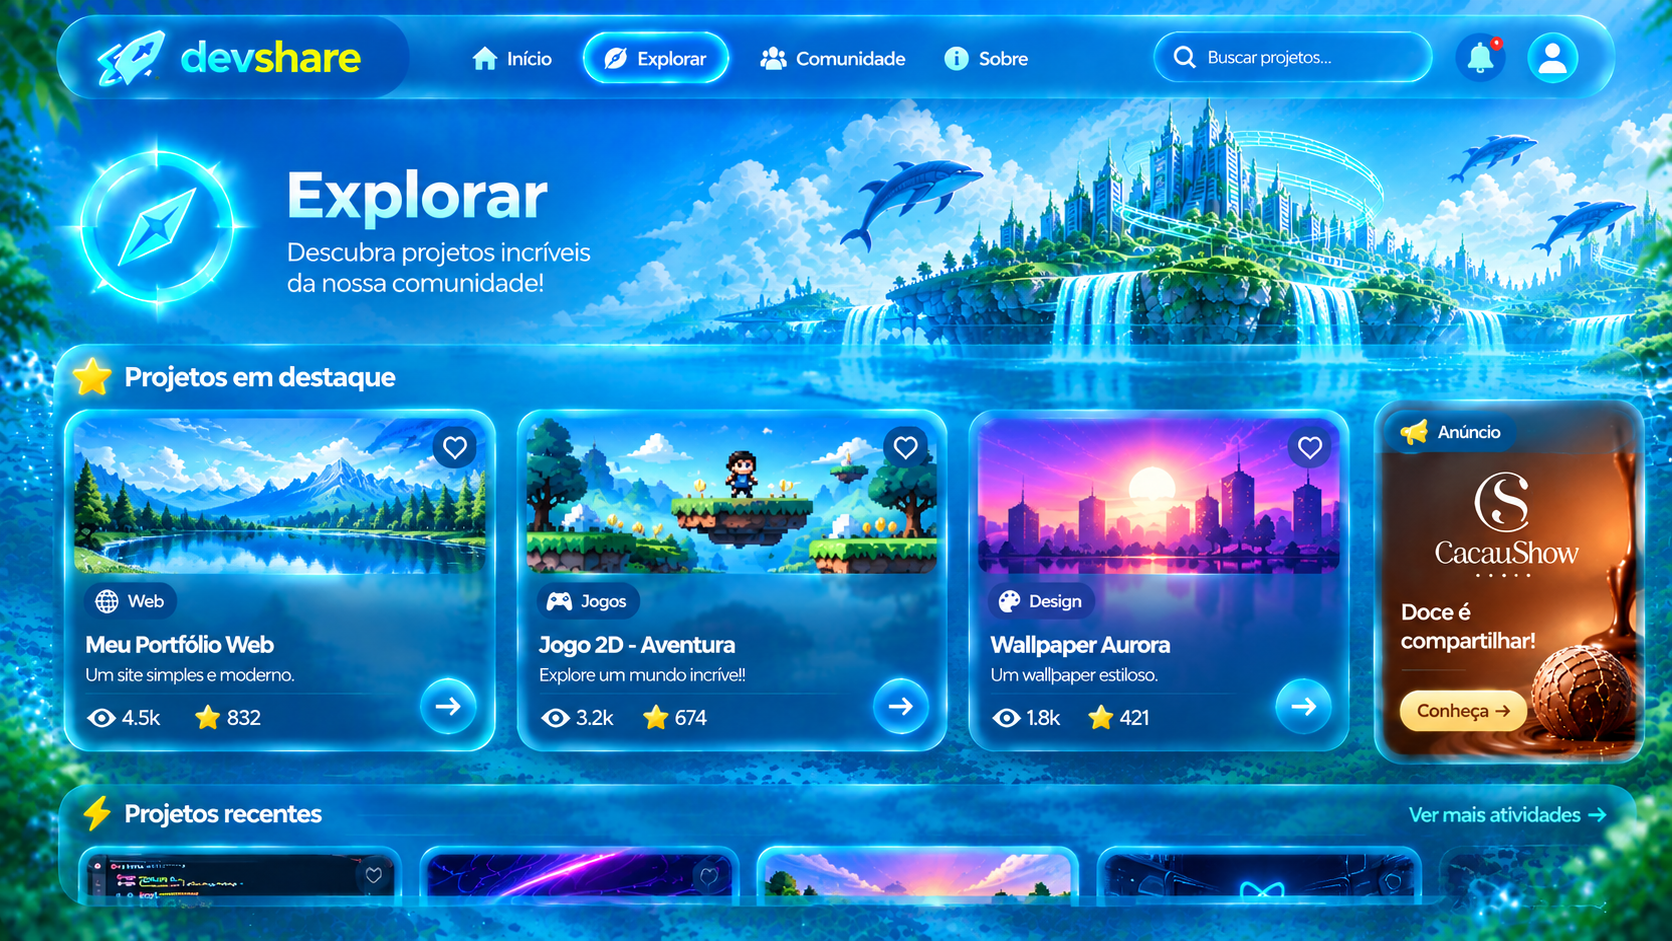 devshare
Início
Explorar
Comunidade
Sobre
Buscar projetos...
Explorar
Descubra projetos incríveis
da nossa comunidade!
Projetos em destaque
Web
Meu Portfólio Web
Um site simples e moderno.
4.5k 832
Jogos
Jogo 2D - Aventura
Explore um mundo incríve!!
3.2k 674
Design
Wallpaper Aurora
Um wallpaper estiloso.
1.8k 421
Anúncio
CacauShow
Doce é
compartilhar!
Conheça →
Projetos recentes
Ver mais atividades →